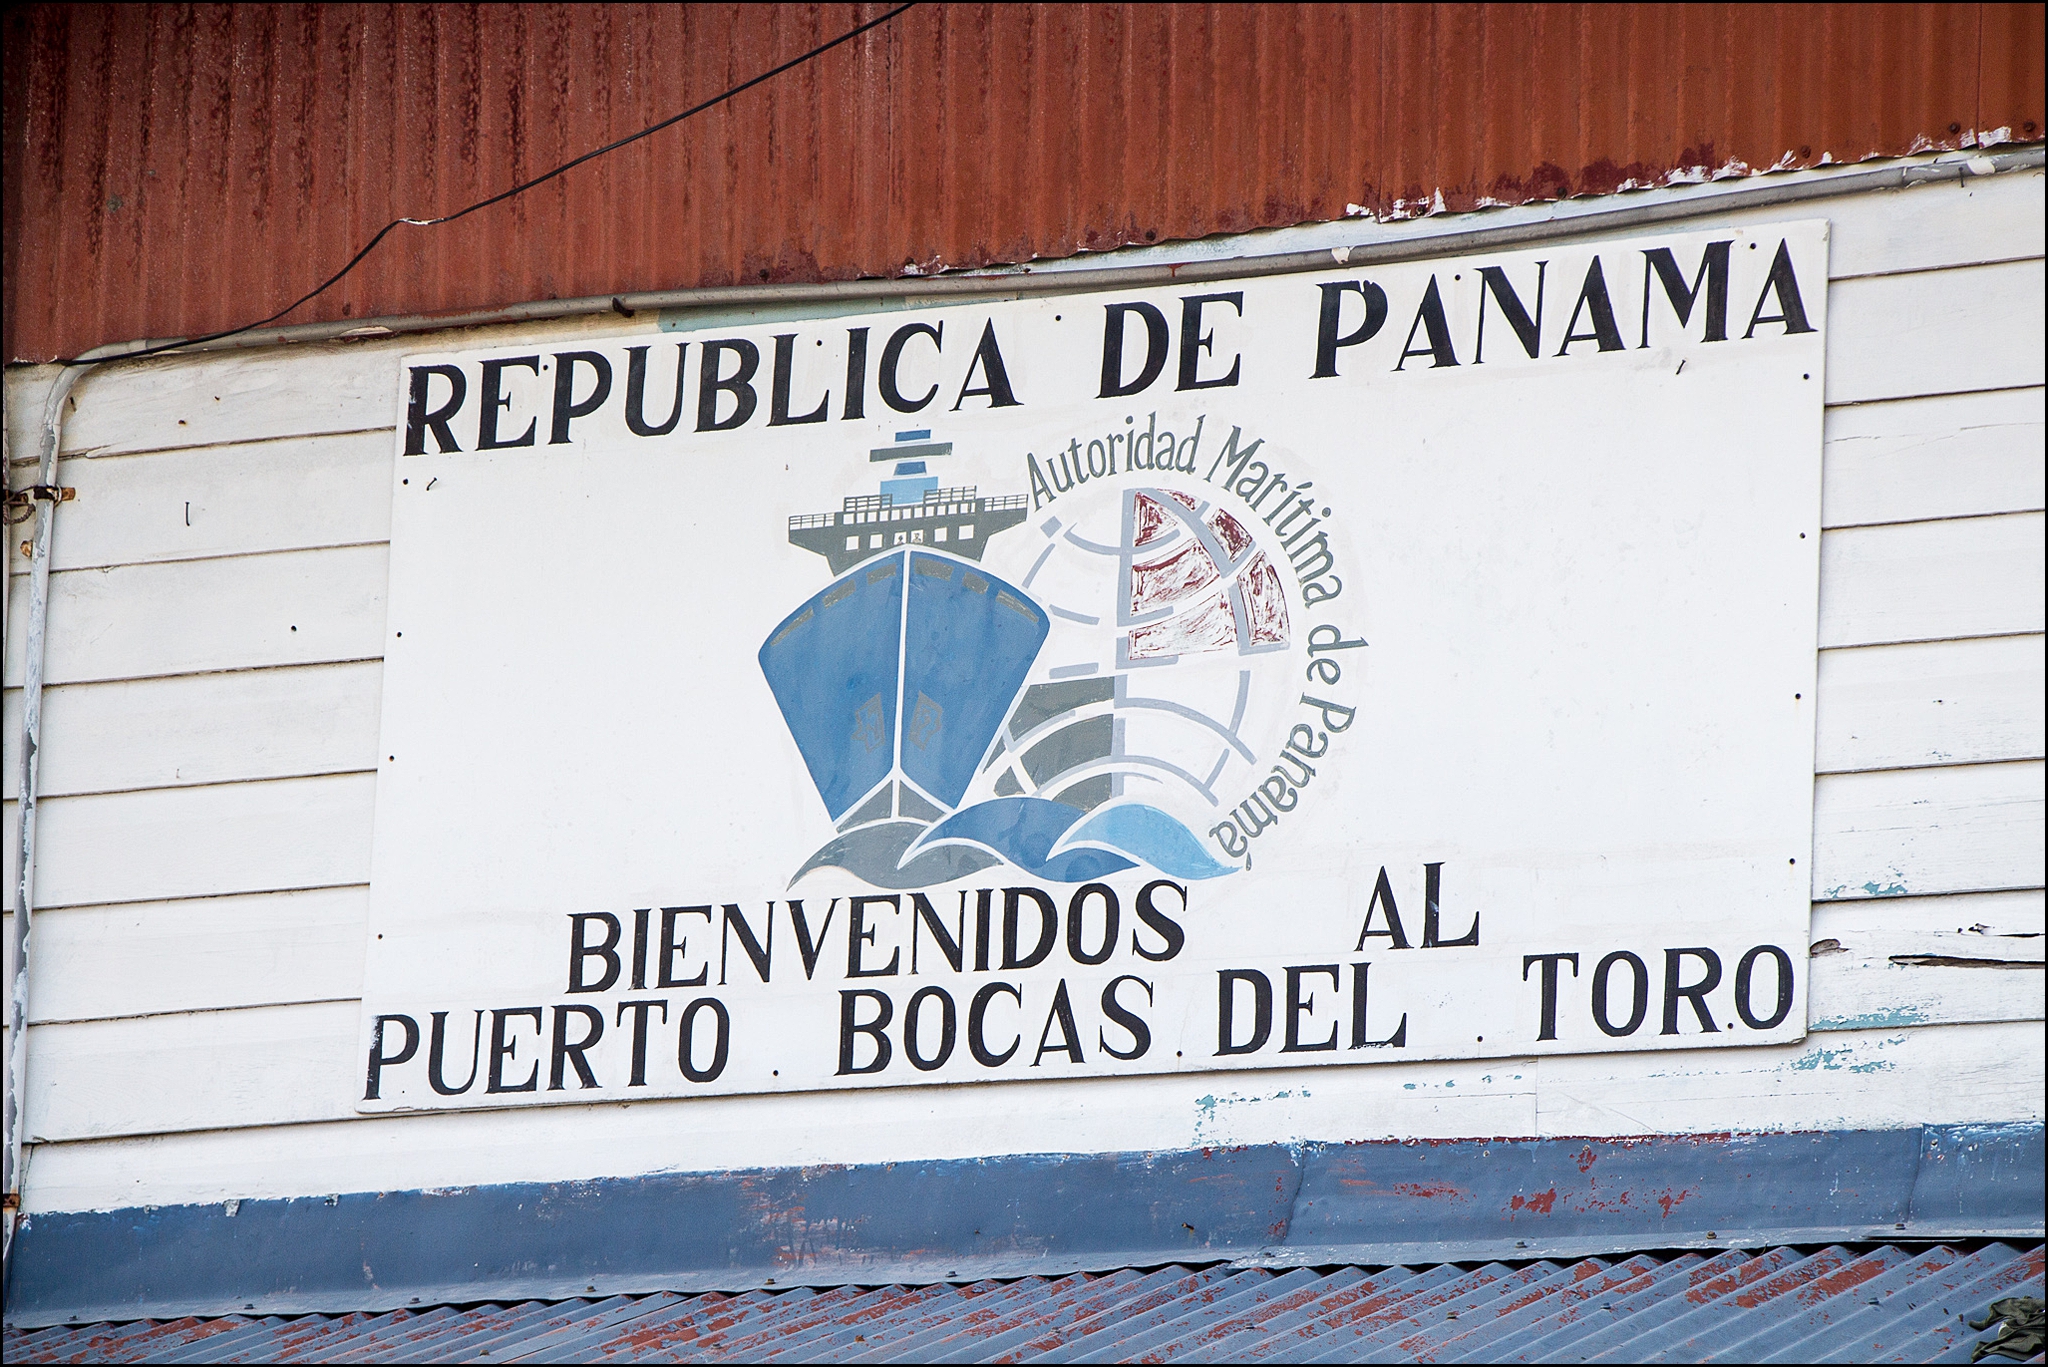 REPUBLICA DE PANAMA
Autoridad Marítima de Panamá
BIENVENIDOS AL
PUERTO BOCAS DEL TORO